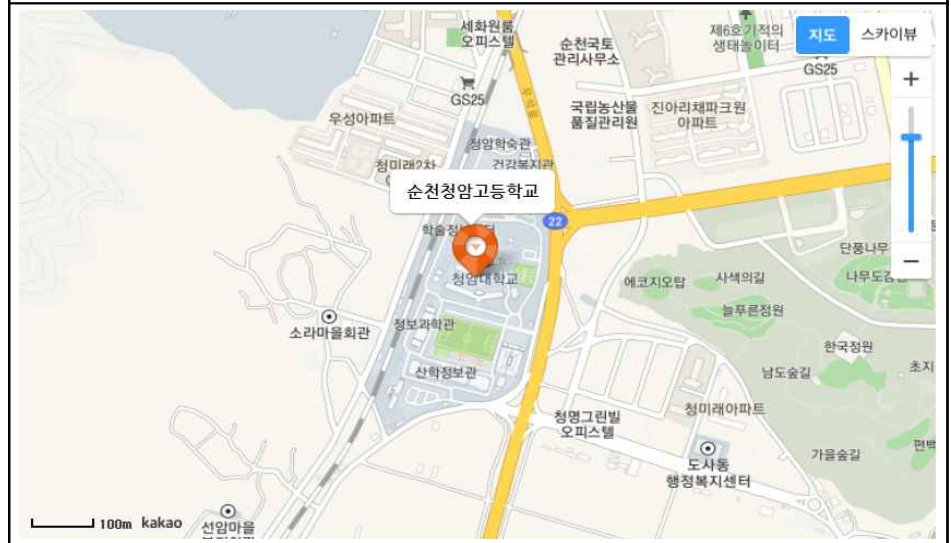 세화원룸
오피스텔
순천국토
관리사무소
제6호기적의
생태놀이터
지도
스카이뷰
GS25
+
GS25
우성아파트
국립농산물
품질관리원
진아리채파크원
아파트
청암학숙관
건강복지관
청미래2차
순천청암고등학교
22
학술정
청암대학교
단풍나무
−
에코지오탑
사색의길
나무도감
늘푸른정원
소라마을회관
정보과학관
한국정원
산학정보관
남도숲길
초지
청명그린빌
오피스텔
청미래아파트
도사동
행정복지센터
가을숲길
편백
100m
kakao
선암마을